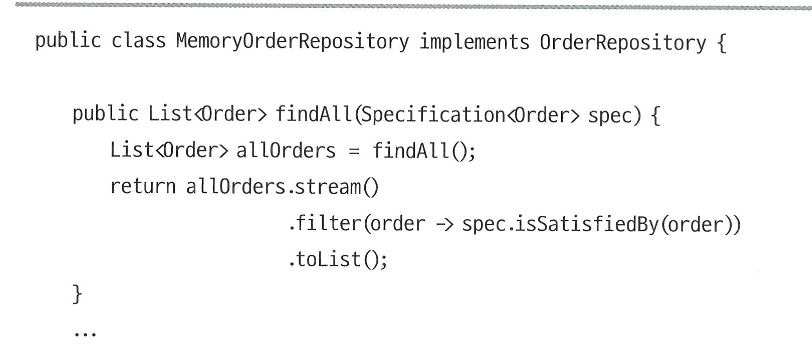 public class MemoryOrderRepository implements OrderRepository {
public List<Order> findAll(Specification<Order> spec) {
List<Order> allOrders = findAll();
return allOrders.stream()
.filter(order -> spec.isSatisfiedBy(order))
.toList();
}
...